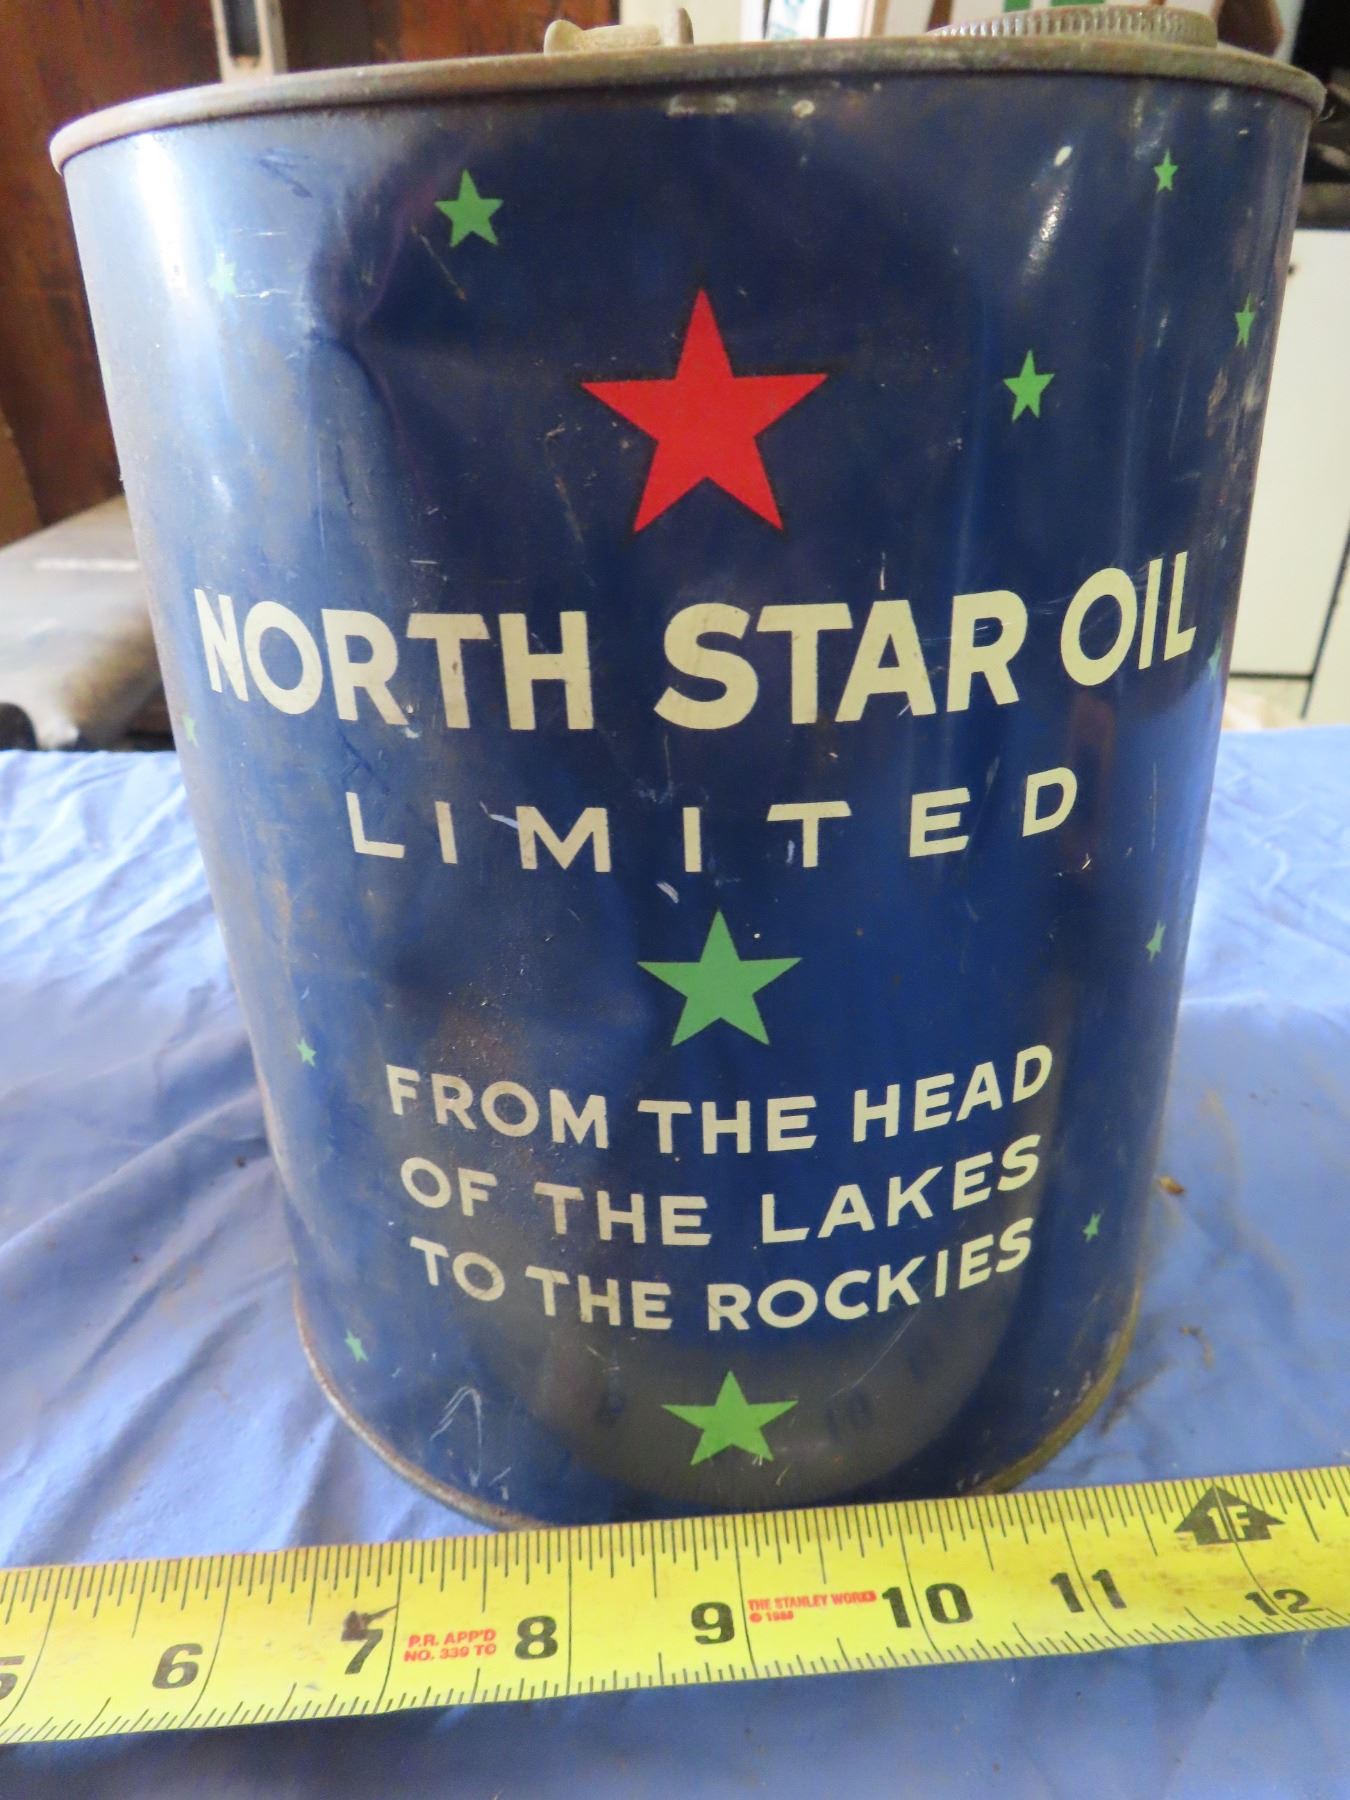 NORTH STAR OIL
LIMITED
FROM THE HEAD
OF THE LAKES
TO THE ROCKIES
1F
5 6 7 8 9 10 11 12
P.R. APP'D
NO. 339 TO
THE STANLEY WORKS
© 1988